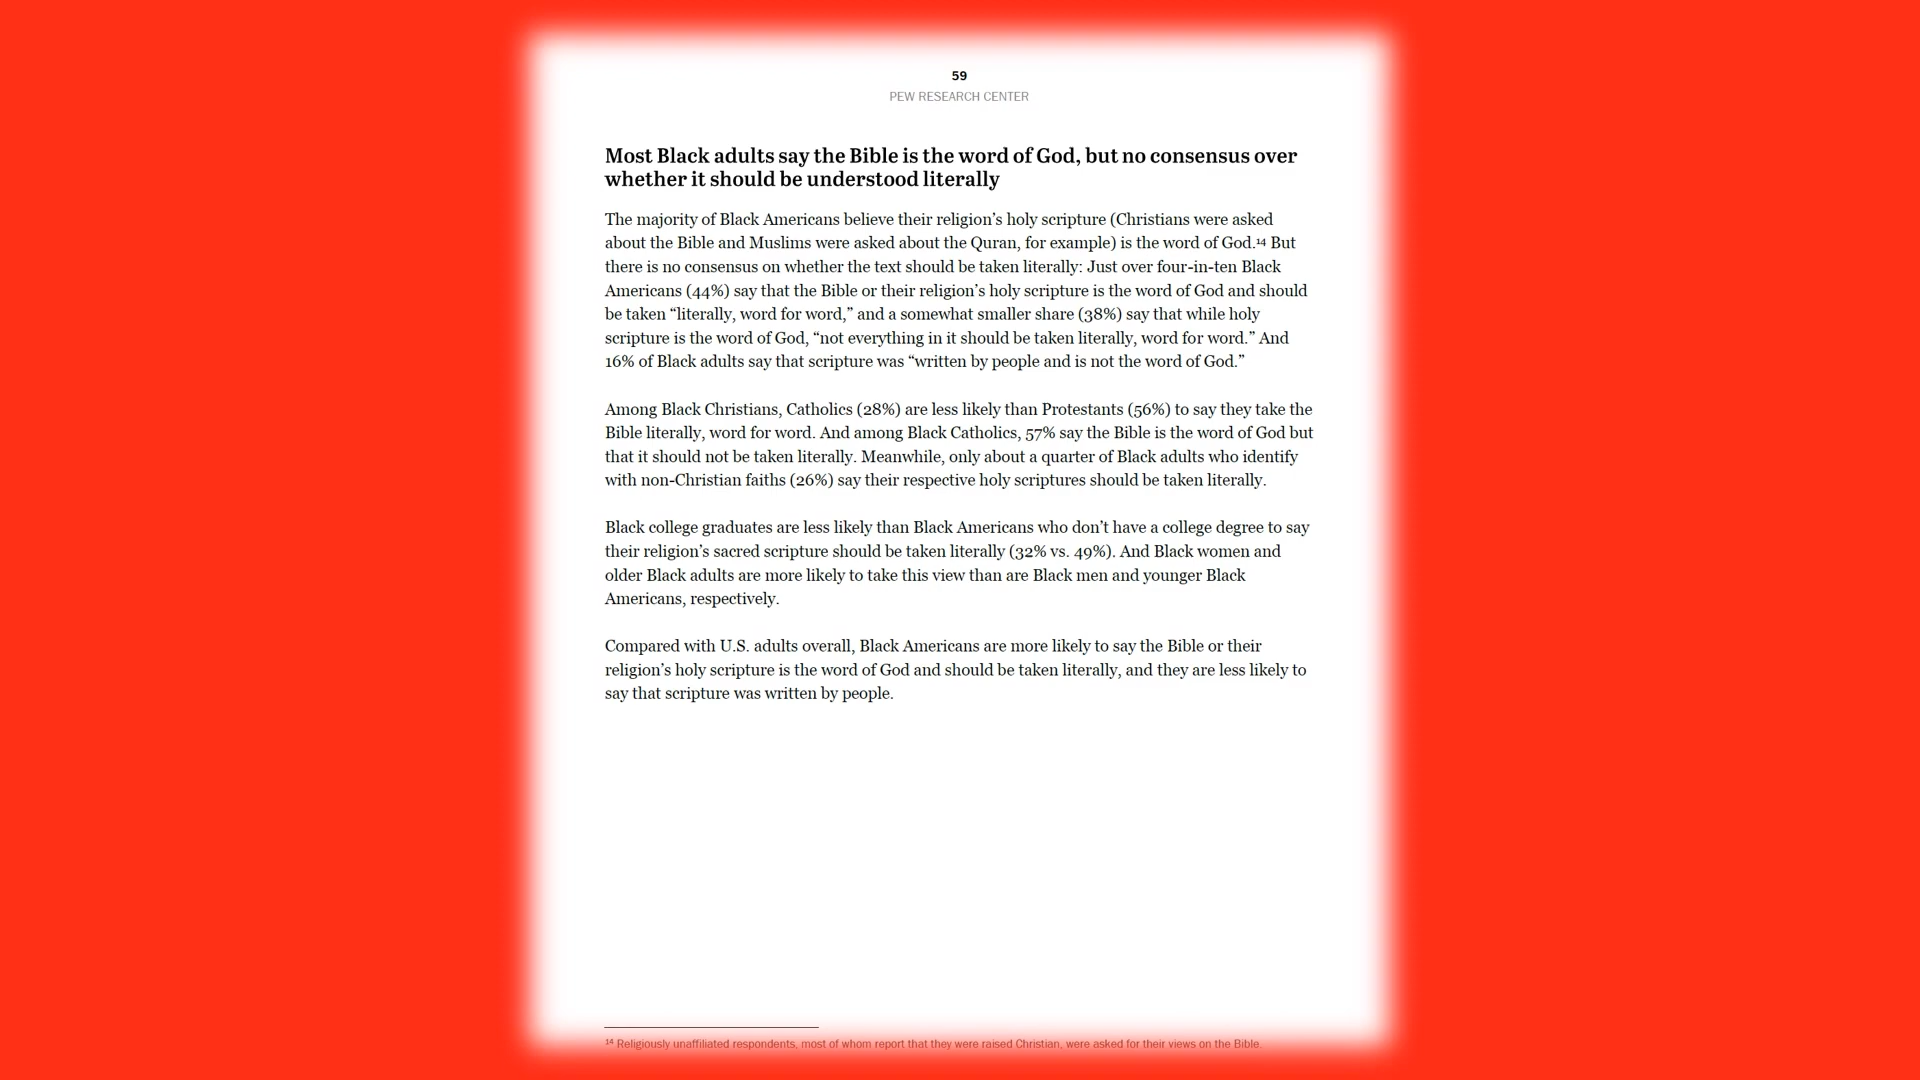 59
PEW RESEARCH CENTER
Most Black adults say the Bible is the word of God, but no consensus over
whether it should be understood literally
The majority of Black Americans believe their religion’s holy scripture (Christians were asked
about the Bible and Muslims were asked about the Quran, for example) is the word of God.¹⁴ But
there is no consensus on whether the text should be taken literally: Just over four-in-ten Black
Americans (44%) say that the Bible or their religion’s holy scripture is the word of God and should
be taken “literally, word for word,” and a somewhat smaller share (38%) say that while holy
scripture is the word of God, “not everything in it should be taken literally, word for word.” And
16% of Black adults say that scripture was “written by people and is not the word of God.”
Among Black Christians, Catholics (28%) are less likely than Protestants (56%) to say they take the
Bible literally, word for word. And among Black Catholics, 57% say the Bible is the word of God but
that it should not be taken literally. Meanwhile, only about a quarter of Black adults who identify
with non-Christian faiths (26%) say their respective holy scriptures should be taken literally.
Black college graduates are less likely than Black Americans who don’t have a college degree to say
their religion’s sacred scripture should be taken literally (32% vs. 49%). And Black women and
older Black adults are more likely to take this view than are Black men and younger Black
Americans, respectively.
Compared with U.S. adults overall, Black Americans are more likely to say the Bible or their
religion’s holy scripture is the word of God and should be taken literally, and they are less likely to
say that scripture was written by people.
¹⁴ Religiously unaffiliated respondents, most of whom report that they were raised Christian, were asked for their views on the Bible.